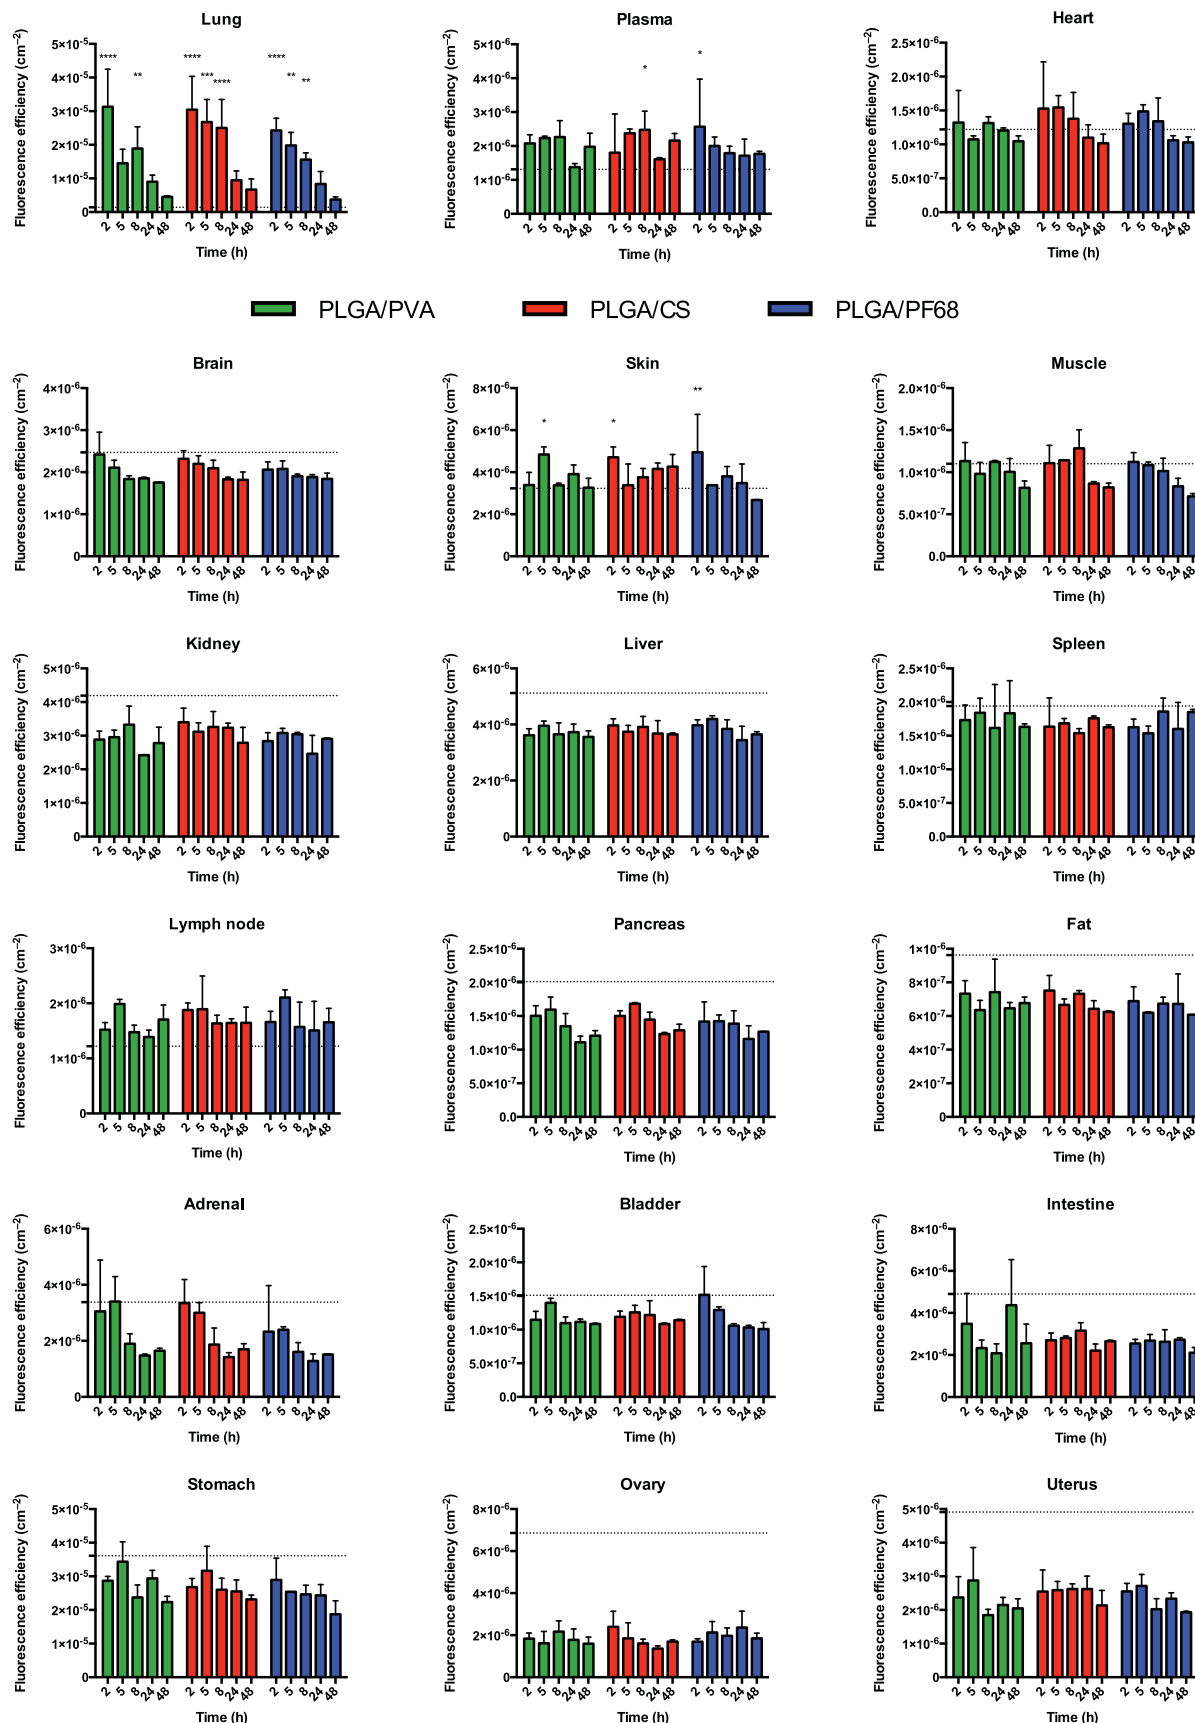 Lung
Fluorescence efficiency (cm⁻²)
5×10⁻⁵
4×10⁻⁵
3×10⁻⁵
2×10⁻⁵
1×10⁻⁵
0
**** ** **** *** **** **** ** **
2 5 8 24 48 2 5 8 24 48 2 5 8 24 48
Time (h)
Plasma
Fluorescence efficiency (cm⁻²)
5×10⁻⁶
4×10⁻⁶
3×10⁻⁶
2×10⁻⁶
1×10⁻⁶
0
* *
2 5 8 24 48 2 5 8 24 48 2 5 8 24 48
Time (h)
Heart
Fluorescence efficiency (cm⁻²)
2.5×10⁻⁶
2.0×10⁻⁶
1.5×10⁻⁶
1.0×10⁻⁶
5.0×10⁻⁷
0.0
2 5 8 24 48 2 5 8 24 48 2 5 8 24 48
Time (h)
PLGA/PVA PLGA/CS PLGA/PF68
Brain
Fluorescence efficiency (cm⁻²)
4×10⁻⁶
3×10⁻⁶
2×10⁻⁶
1×10⁻⁶
0
2 5 8 24 48 2 5 8 24 48 2 5 8 24 48
Time (h)
Skin
Fluorescence efficiency (cm⁻²)
8×10⁻⁶
6×10⁻⁶
4×10⁻⁶
2×10⁻⁶
0
* * **
2 5 8 24 48 2 5 8 24 48 2 5 8 24 48
Time (h)
Muscle
Fluorescence efficiency (cm⁻²)
2.0×10⁻⁶
1.5×10⁻⁶
1.0×10⁻⁶
5.0×10⁻⁷
0.0
2 5 8 24 48 2 5 8 24 48 2 5 8 24 48
Time (h)
Kidney
Fluorescence efficiency (cm⁻²)
5×10⁻⁶
4×10⁻⁶
3×10⁻⁶
2×10⁻⁶
1×10⁻⁶
0
2 5 8 24 48 2 5 8 24 48 2 5 8 24 48
Time (h)
Liver
Fluorescence efficiency (cm⁻²)
6×10⁻⁶
4×10⁻⁶
2×10⁻⁶
0
2 5 8 24 48 2 5 8 24 48 2 5 8 24 48
Time (h)
Spleen
Fluorescence efficiency (cm⁻²)
2.5×10⁻⁶
2.0×10⁻⁶
1.5×10⁻⁶
1.0×10⁻⁶
5.0×10⁻⁷
0.0
2 5 8 24 48 2 5 8 24 48 2 5 8 24 48
Time (h)
Lymph node
Fluorescence efficiency (cm⁻²)
3×10⁻⁶
2×10⁻⁶
1×10⁻⁶
0
2 5 8 24 48 2 5 8 24 48 2 5 8 24 48
Time (h)
Pancreas
Fluorescence efficiency (cm⁻²)
2.5×10⁻⁶
2.0×10⁻⁶
1.5×10⁻⁶
1.0×10⁻⁶
5.0×10⁻⁷
0.0
2 5 8 24 48 2 5 8 24 48 2 5 8 24 48
Time (h)
Fat
Fluorescence efficiency (cm⁻²)
1×10⁻⁶
8×10⁻⁷
6×10⁻⁷
4×10⁻⁷
2×10⁻⁷
0
2 5 8 24 48 2 5 8 24 48 2 5 8 24 48
Time (h)
Adrenal
Fluorescence efficiency (cm⁻²)
6×10⁻⁶
4×10⁻⁶
2×10⁻⁶
0
2 5 8 24 48 2 5 8 24 48 2 5 8 24 48
Time (h)
Bladder
Fluorescence efficiency (cm⁻²)
2.5×10⁻⁶
2.0×10⁻⁶
1.5×10⁻⁶
1.0×10⁻⁶
5.0×10⁻⁷
0.0
2 5 8 24 48 2 5 8 24 48 2 5 8 24 48
Time (h)
Intestine
Fluorescence efficiency (cm⁻²)
8×10⁻⁶
6×10⁻⁶
4×10⁻⁶
2×10⁻⁶
0
2 5 8 24 48 2 5 8 24 48 2 5 8 24 48
Time (h)
Stomach
Fluorescence efficiency (cm⁻²)
5×10⁻⁵
4×10⁻⁵
3×10⁻⁵
2×10⁻⁵
1×10⁻⁵
0
2 5 8 24 48 2 5 8 24 48 2 5 8 24 48
Time (h)
Ovary
Fluorescence efficiency (cm⁻²)
8×10⁻⁶
6×10⁻⁶
4×10⁻⁶
2×10⁻⁶
0
2 5 8 24 48 2 5 8 24 48 2 5 8 24 48
Time (h)
Uterus
Fluorescence efficiency (cm⁻²)
5×10⁻⁶
4×10⁻⁶
3×10⁻⁶
2×10⁻⁶
1×10⁻⁶
0
2 5 8 24 48 2 5 8 24 48 2 5 8 24 48
Time (h)